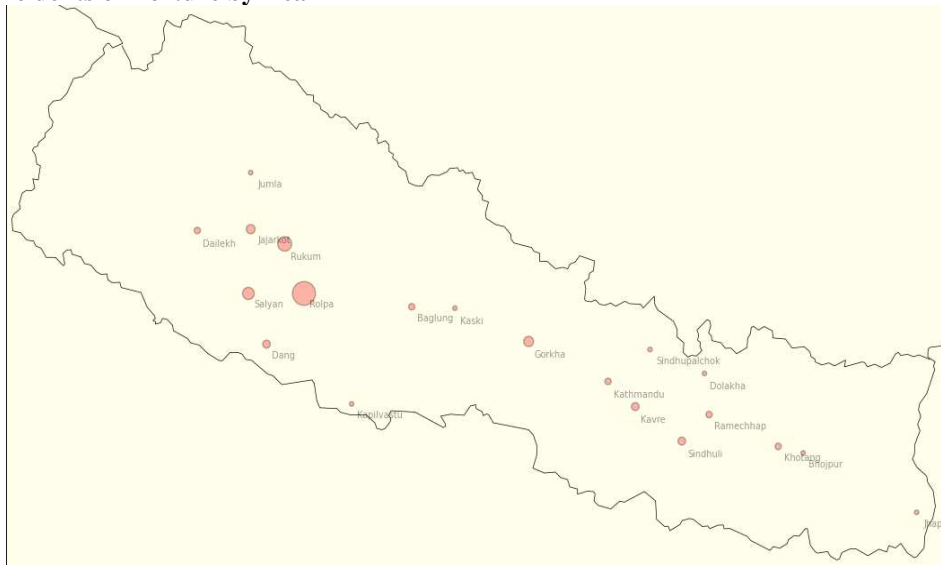 Jumla
Dailekh
Jajarkot
Rukum
Salyan
Rolpa
Baglung
Kaski
Dang
Gorkha
Sindhupalchok
Dolakha
Kathmandu
Kapilvastu
Kavre
Ramechhap
Sindhuli
Khotang
Bhojpur
Jhap